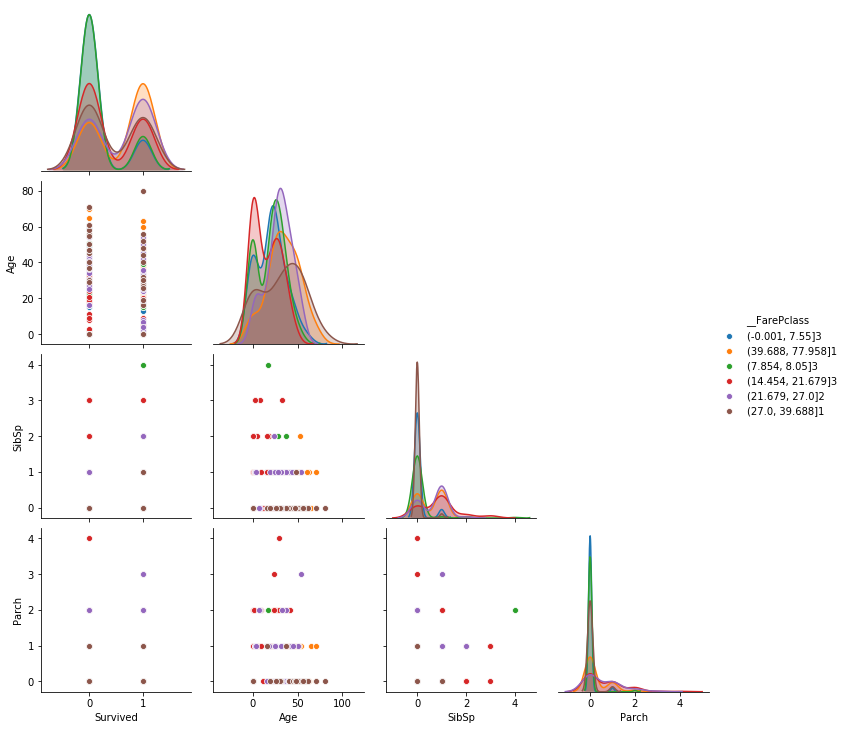 Age
80
60
40
20
0
SibSp
4
3
2
1
0
Parch
4
3
2
1
0
0 1
Survived
0 50 100
Age
0 2 4
SibSp
0 2 4
Parch
__FarePclass
(-0.001, 7.55]3
(39.688, 77.958]1
(7.854, 8.05]3
(14.454, 21.679]3
(21.679, 27.0]2
(27.0, 39.688]1